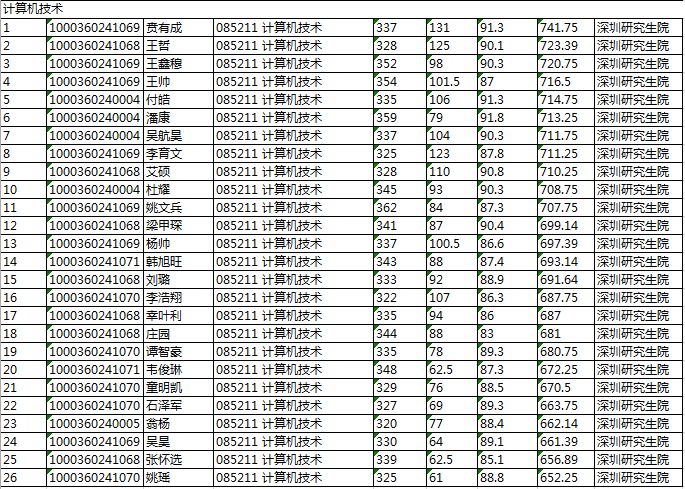 计算机技术
1 1000360241069 贲有成 085211 计算机技术 337 131 91.3 741.75 深圳研究生院
2 1000360241068 王哲 085211 计算机技术 328 125 90.1 723.39 深圳研究生院
3 1000360241069 王鑫穆 085211 计算机技术 352 98 90.3 720.75 深圳研究生院
4 1000360241069 王帅 085211 计算机技术 354 101.5 87 716.5 深圳研究生院
5 1000360240004 付皓 085211 计算机技术 335 106 91.3 714.75 深圳研究生院
6 1000360240004 潘康 085211 计算机技术 359 79 91.8 713.25 深圳研究生院
7 1000360240004 吴航昊 085211 计算机技术 337 104 90.3 711.75 深圳研究生院
8 1000360241069 李育文 085211 计算机技术 325 123 87.8 711.25 深圳研究生院
9 1000360241068 艾硕 085211 计算机技术 328 110 90.8 710.25 深圳研究生院
10 1000360240004 杜耀 085211 计算机技术 345 93 90.3 708.75 深圳研究生院
11 1000360241069 姚文兵 085211 计算机技术 362 84 87.3 707.75 深圳研究生院
12 1000360241068 梁甲琛 085211 计算机技术 341 87 90.4 699.14 深圳研究生院
13 1000360241069 杨帅 085211 计算机技术 337 100.5 86.6 697.39 深圳研究生院
14 1000360241071 韩旭旺 085211 计算机技术 343 88 87.4 693.14 深圳研究生院
15 1000360241068 刘璐 085211 计算机技术 333 92 88.9 691.64 深圳研究生院
16 1000360241070 李浩翔 085211 计算机技术 322 107 86.3 687.75 深圳研究生院
17 1000360241068 幸叶利 085211 计算机技术 335 94 86 687 深圳研究生院
18 1000360241068 庄园 085211 计算机技术 344 88 83 681 深圳研究生院
19 1000360241070 谭智豪 085211 计算机技术 335 78 89.3 680.75 深圳研究生院
20 1000360241071 韦俊琳 085211 计算机技术 348 62.5 87.3 672.25 深圳研究生院
21 1000360241070 童明凯 085211 计算机技术 329 76 88.5 670.5 深圳研究生院
22 1000360241070 石泽军 085211 计算机技术 327 69 89.3 663.75 深圳研究生院
23 1000360240005 翁杨 085211 计算机技术 320 77 88.4 662.14 深圳研究生院
24 1000360241069 吴昊 085211 计算机技术 330 64 89.1 661.39 深圳研究生院
25 1000360241068 张怀选 085211 计算机技术 339 62.5 85.1 656.89 深圳研究生院
26 1000360241070 姚瑶 085211 计算机技术 325 61 88.8 652.25 深圳研究生院